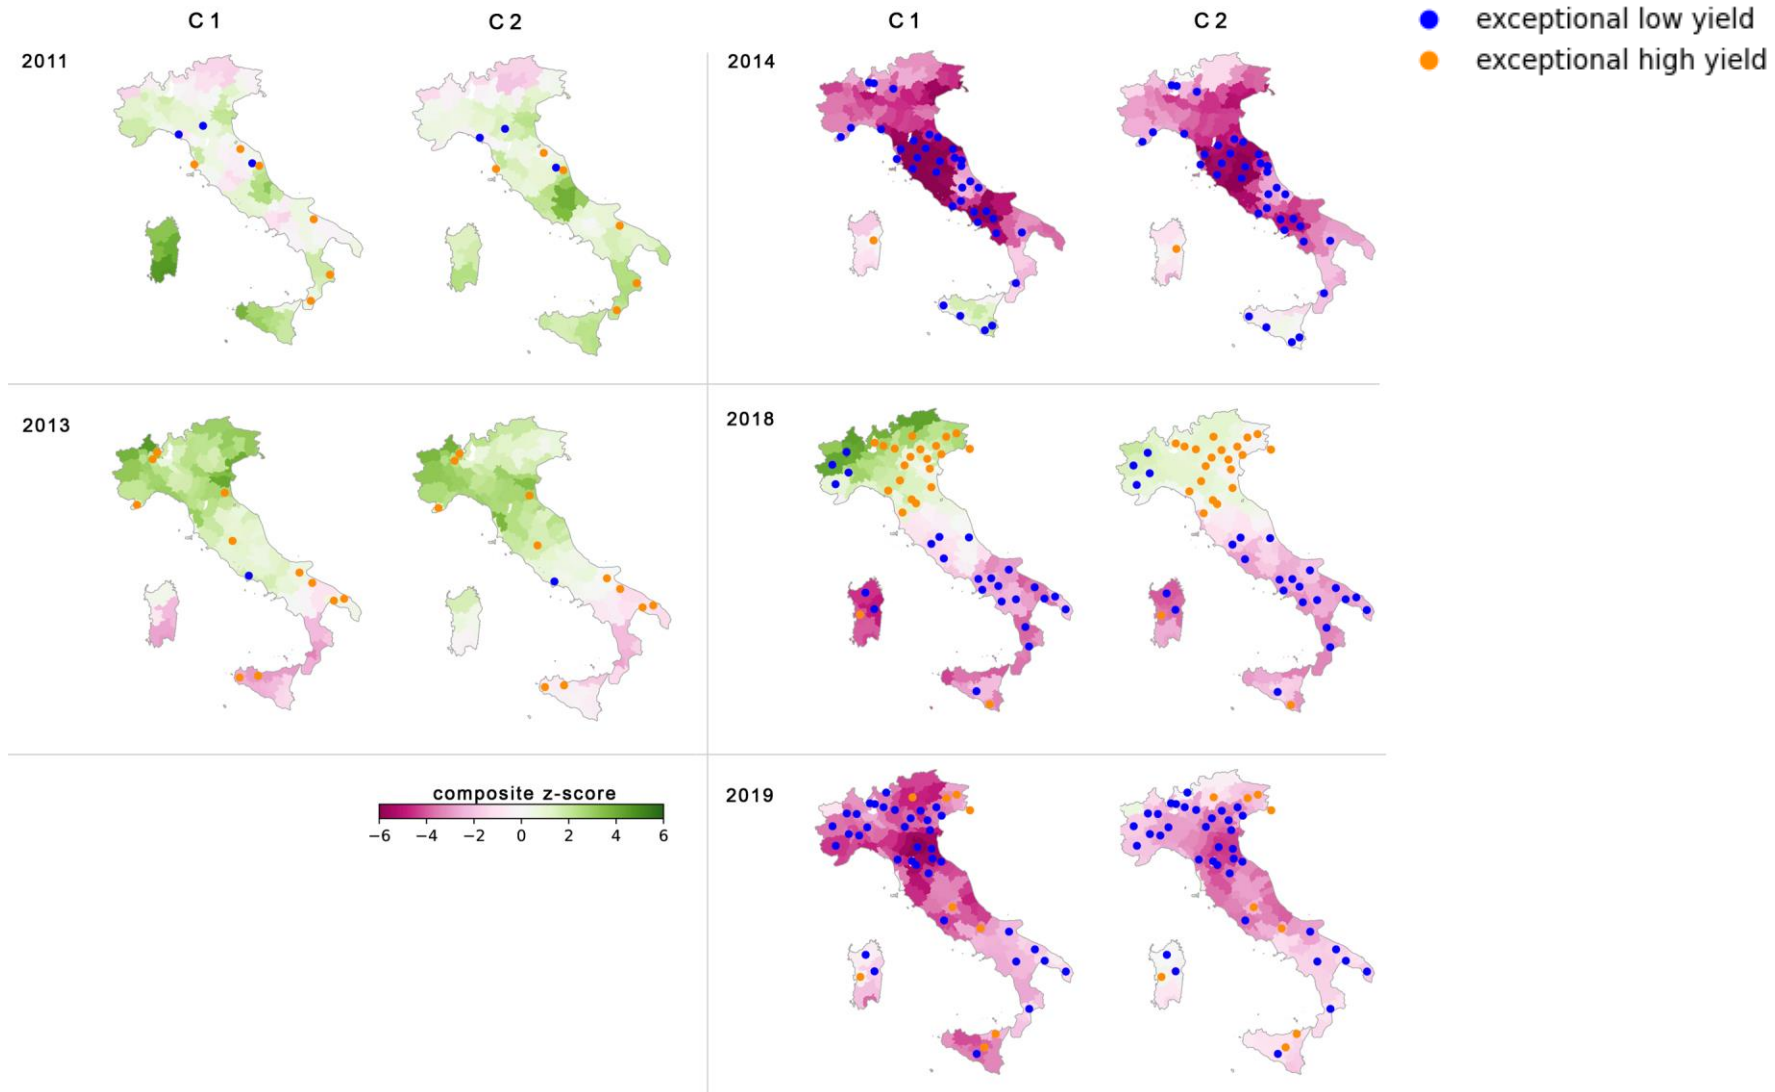 C 1 C 2 C 1 C 2
exceptional low yield
exceptional high yield
2011 2014
2013 2018
2019
composite z-score
−6 −4 −2 0 2 4 6